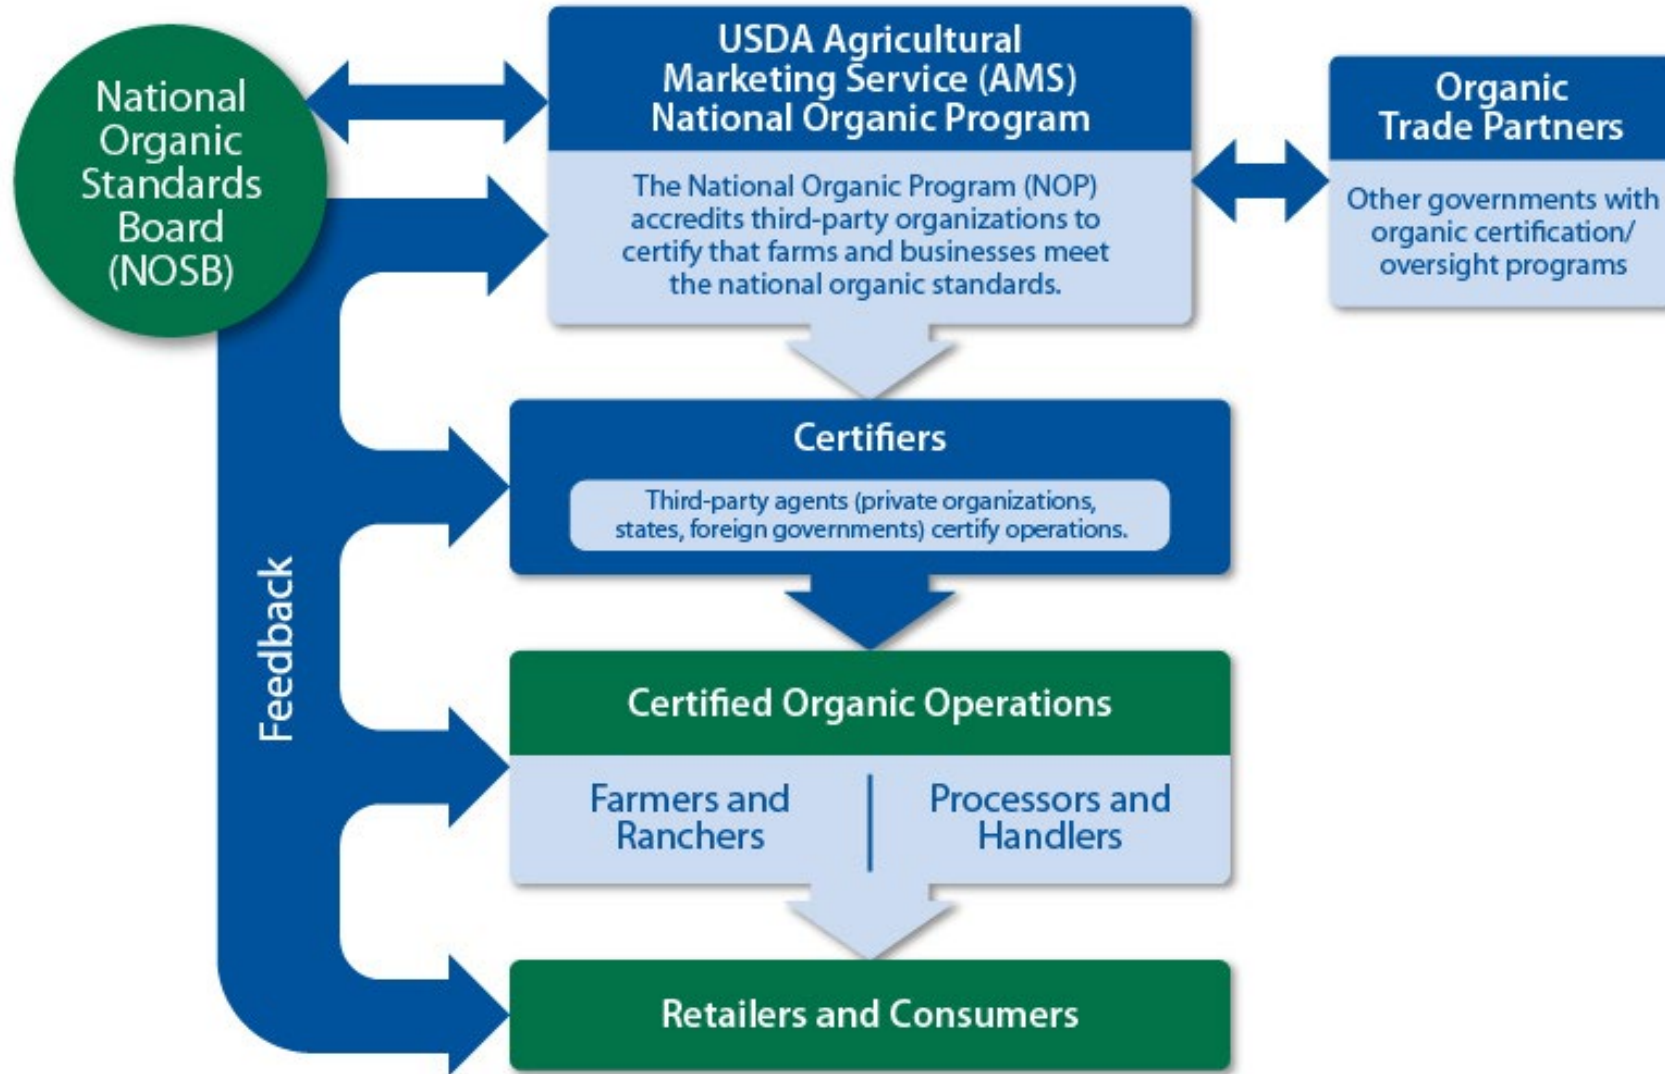 National
Organic
Standards
Board
(NOSB)
USDA Agricultural
Marketing Service (AMS)
National Organic Program
The National Organic Program (NOP)
accredits third-party organizations to
certify that farms and businesses meet
the national organic standards.
Organic
Trade Partners
Other governments with
organic certification/
oversight programs
Certifiers
Third-party agents (private organizations,
states, foreign governments) certify operations.
Feedback
Certified Organic Operations
Farmers and
Ranchers
Processors and
Handlers
Retailers and Consumers